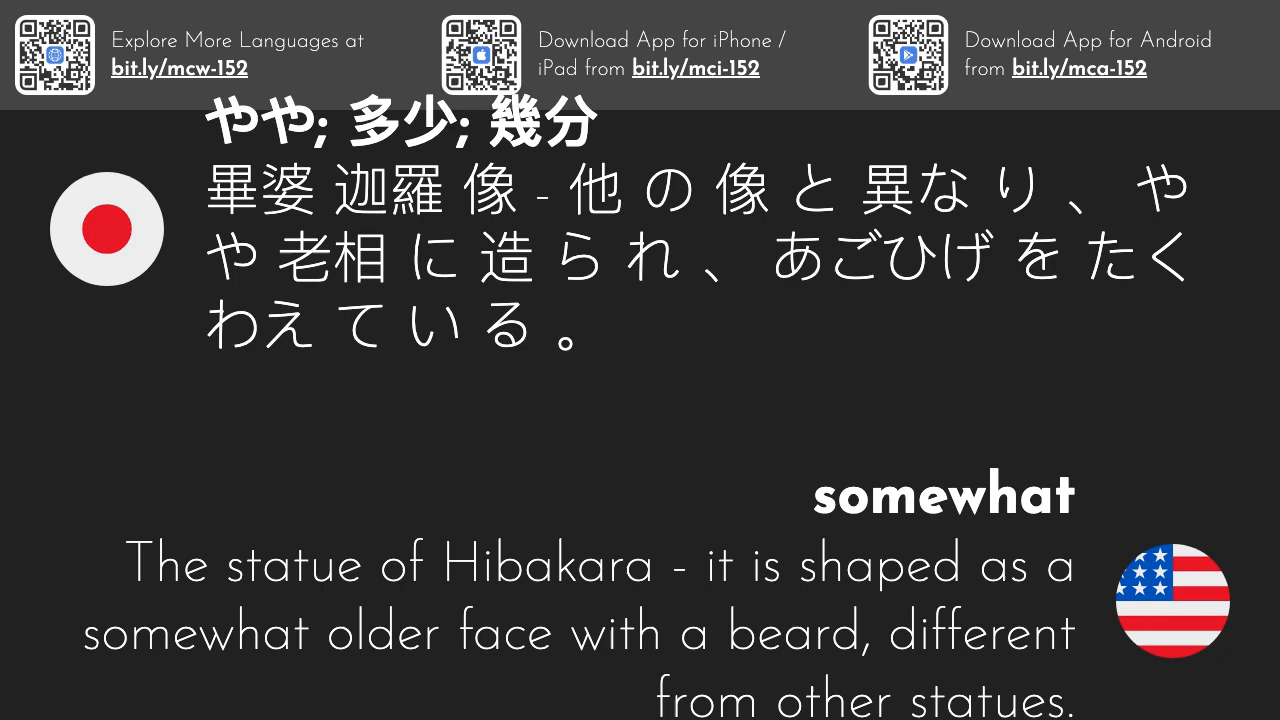 Explore More Languages at
bit.ly/mcw-152
Download App for iPhone /
iPad from bit.ly/mci-152
Download App for Android
from bit.ly/mca-152
やや; 多少; 幾分
畢婆 迦羅 像 - 他 の 像 と 異な り 、 や
や 老相 に 造 ら れ 、 あごひげ を たく
わえ て い る 。
somewhat
The statue of Hibakara - it is shaped as a
somewhat older face with a beard, different
from other statues.